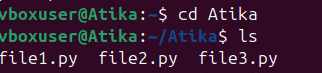 vboxuser@Atika:~$ cd Atika
vboxuser@Atika:~/Atika$ ls
file1.py  file2.py  file3.py